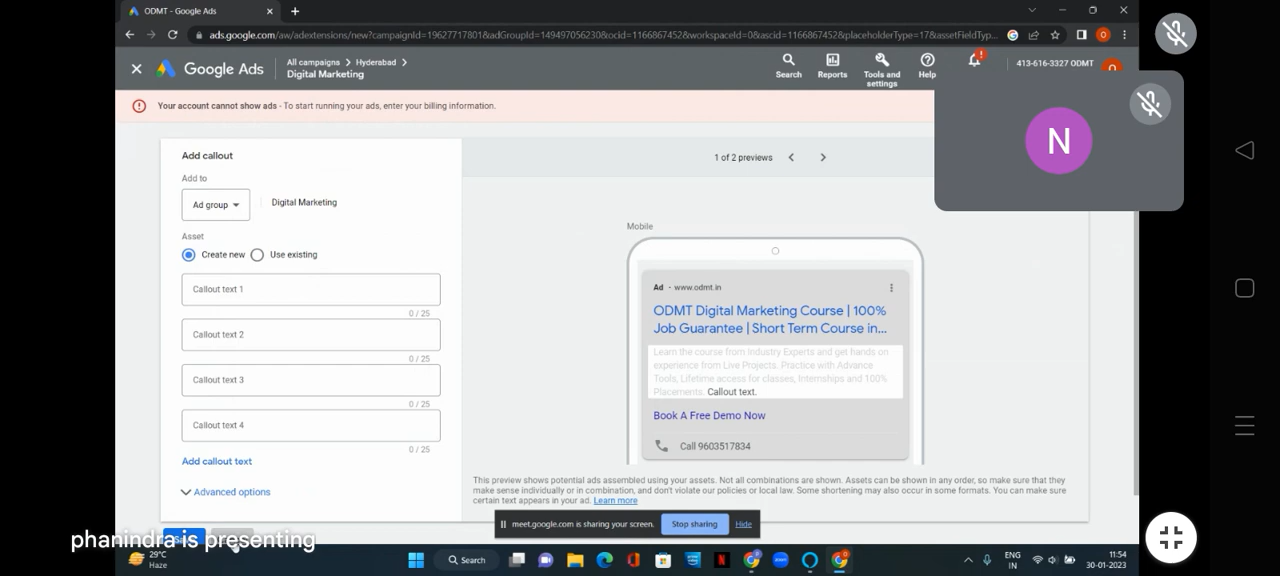 ODMT - Google Ads
ads.google.com/aw/adextensions/new?campaignId=19627717801&adGroupId=149497056230&ocid=1166867452&workspaceId=0&ascid=1166867452&placeholderType=17&assetFieldTyp...
Google Ads
All campaigns > Hyderabad >
Digital Marketing
Search
Reports
Tools and
settings
Help
413-616-3327 ODMT
Your account cannot show ads - To start running your ads, enter your billing information.
N
Add callout
1 of 2 previews
Add to
Ad group
Digital Marketing
Mobile
Asset
Create new
Use existing
Callout text 1
0 / 25
Callout text 2
0 / 25
Callout text 3
0 / 25
Callout text 4
0 / 25
Add callout text
Advanced options
Ad - www.odmt.in
ODMT Digital Marketing Course | 100%
Job Guarantee | Short Term Course in...
Learn the course from Industry Experts and get hands on
experience from Live Projects. Practice with Advance
Tools, Lifetime access for classes, Internships and 100%
Placements. Callout text.
Book A Free Demo Now
Call 9603517834
This preview shows potential ads assembled using your assets. Not all combinations are shown. Assets can be shown in any order, so make sure that they
make sense individually or in combination, and don't violate our policies or local law. Some shortening may also occur in some formats. You can make sure
certain text appears in your ad. Learn more
meet.google.com is sharing your screen.
Stop sharing
Hide
phanindra is presenting
29°C
Haze
Search
ENG
IN
11:54
30-01-2023